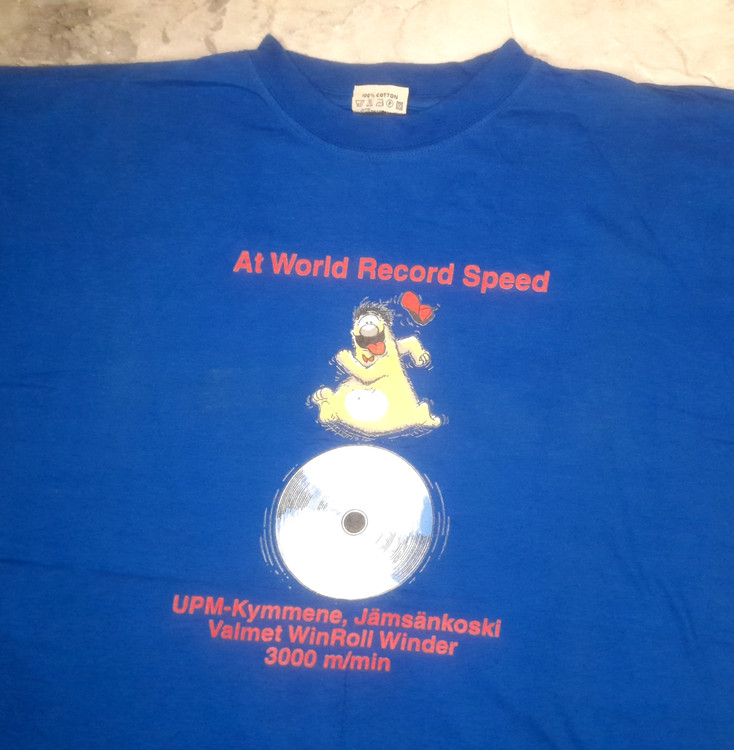 100% COTTON
At World Record Speed
UPM-Kymmene, Jämsänkoski
Valmet WinRoll Winder
3000 m/min